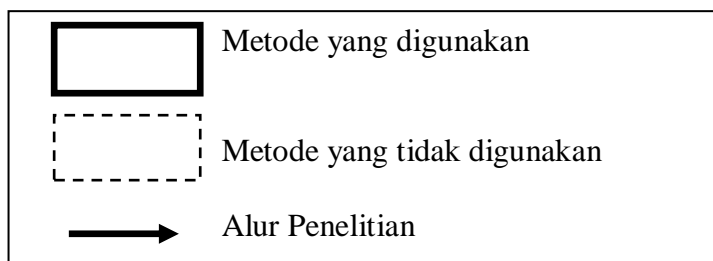 Metode yang digunakan
Metode yang tidak digunakan
Alur Penelitian